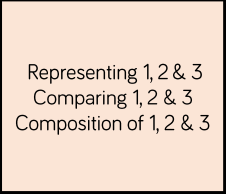 Representing 1, 2 & 3
Comparing 1, 2 & 3
Composition of 1, 2 & 3